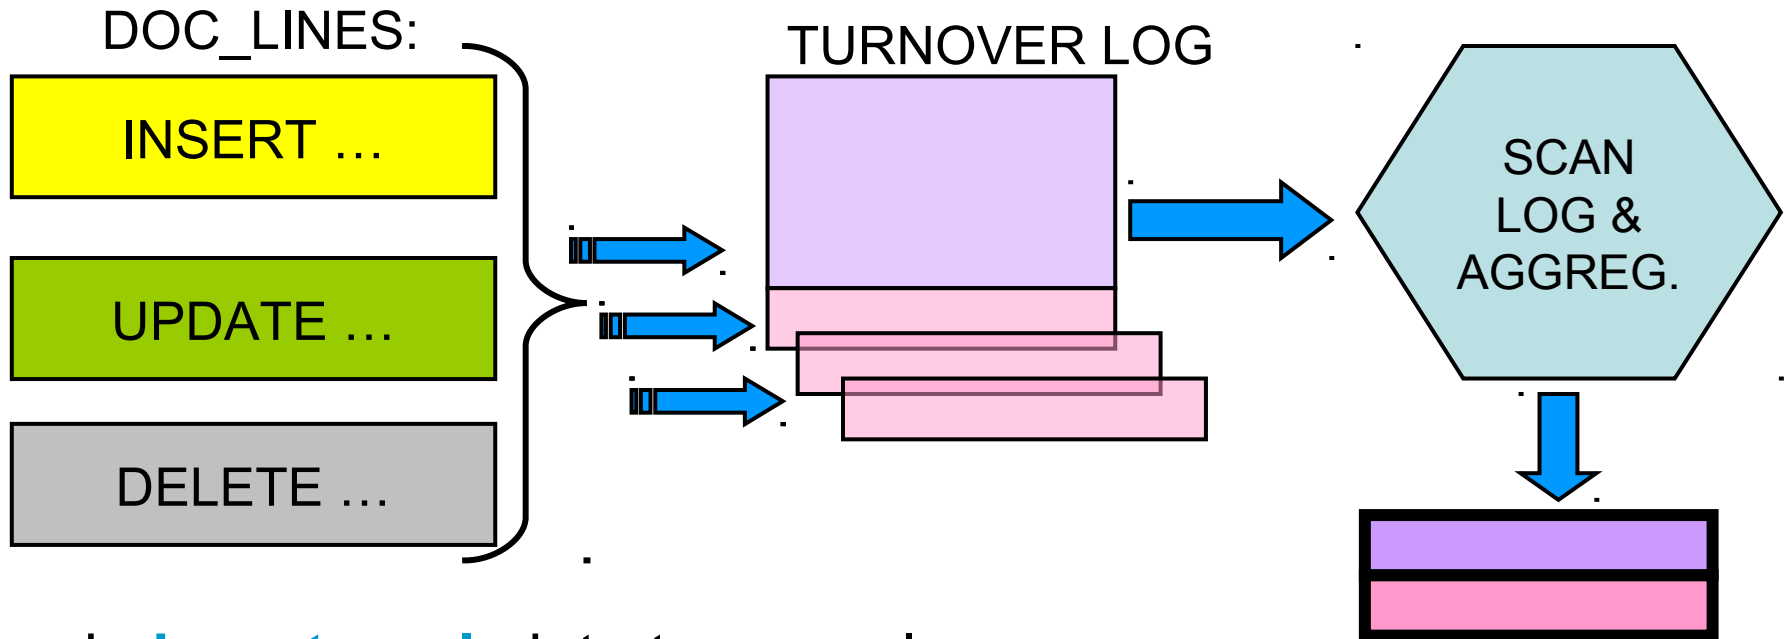 DOC_LINES:
TURNOVER LOG
INSERT …
UPDATE …
DELETE …
SCAN
LOG &
AGGREG.